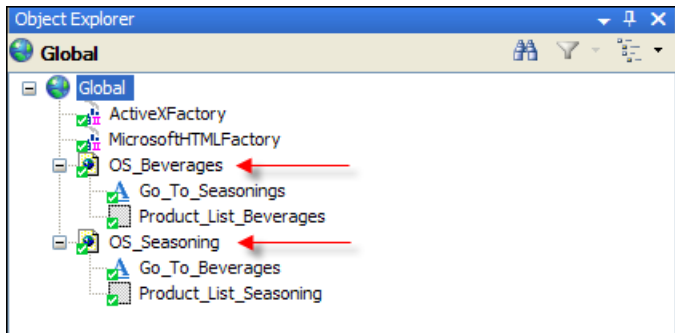 Object Explorer
Global
Global
ActiveXFactory
MicrosoftHTMLFactory
OS_Beverages
Go_To_Seasonings
Product_List_Beverages
OS_Seasoning
Go_To_Beverages
Product_List_Seasoning